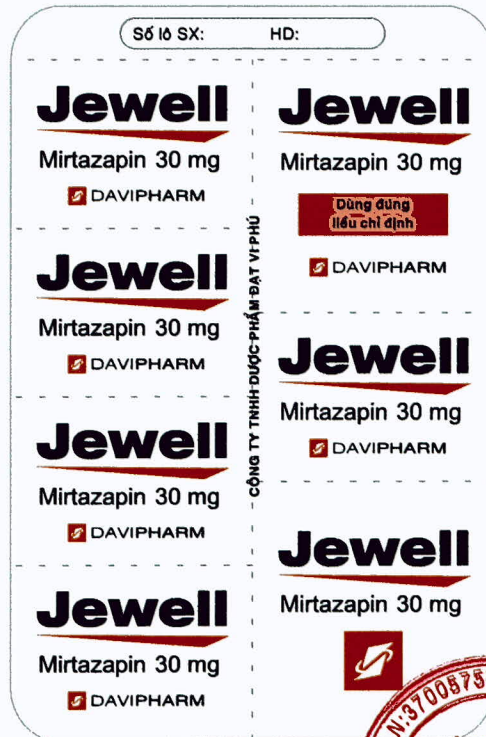 Số lô SX: HD:
Jewell
Mirtazapin 30 mg
DAVIPHARM
Jewell
Mirtazapin 30 mg
DAVIPHARM
Jewell
Mirtazapin 30 mg
DAVIPHARM
Jewell
Mirtazapin 30 mg
DAVIPHARM
CÔNG TY TNHH DƯỢC PHẨM ĐẠT VI PHÚ
Jewell
Mirtazapin 30 mg
Dùng đúng
liều chỉ định
DAVIPHARM
Jewell
Mirtazapin 30 mg
DAVIPHARM
Jewell
Mirtazapin 30 mg
N:3700575